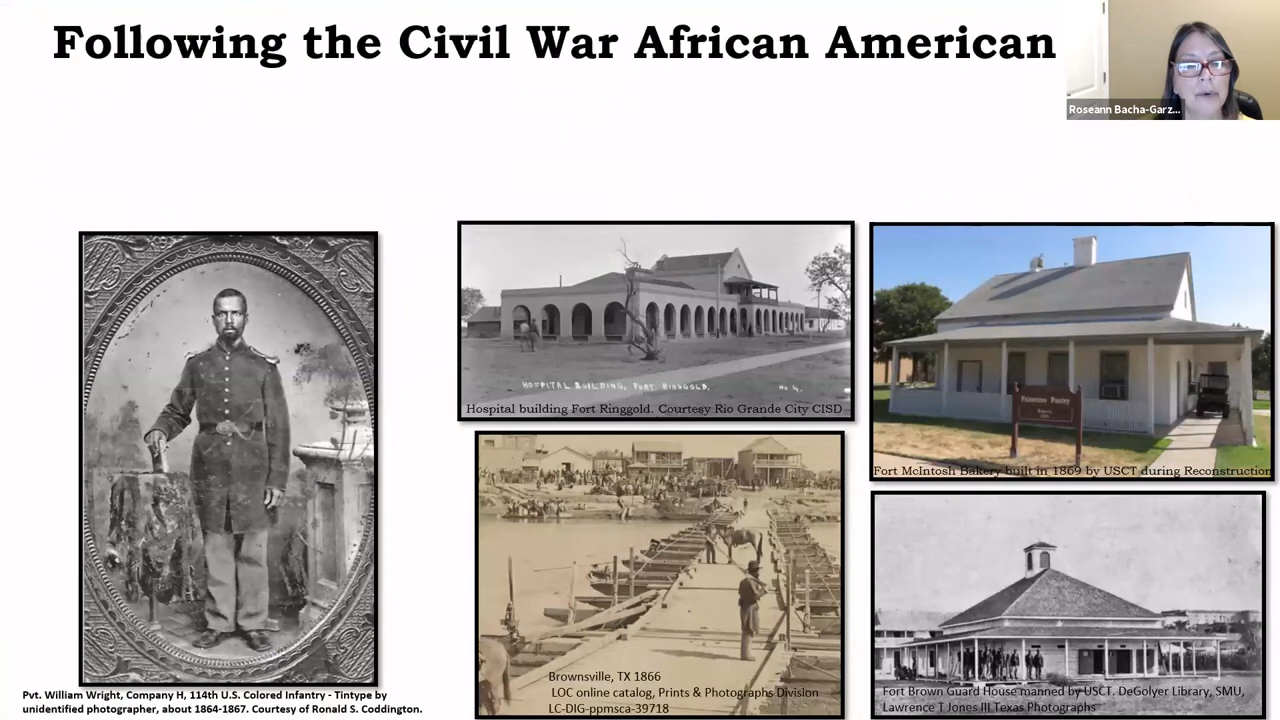 Following the Civil War African American
Roseann Bacha-Garz...
HOSPITAL BUILDING, FORT RINGGOLD.
No 4.
Hospital building Fort Ringgold. Courtesy Rio Grande City CISD
Palomino Pantry
Fort McIntosh Bakery built in 1869 by USCT during Reconstruction
Brownsville, TX 1866
LOC online catalog, Prints & Photographs Division
LC-DIG-ppmsca-39718
Fort Brown Guard House manned by USCT. DeGolyer Library, SMU,
Lawrence T Jones III Texas Photographs
Pvt. William Wright, Company H, 114th U.S. Colored Infantry - Tintype by
unidentified photographer, about 1864-1867. Courtesy of Ronald S. Coddington.